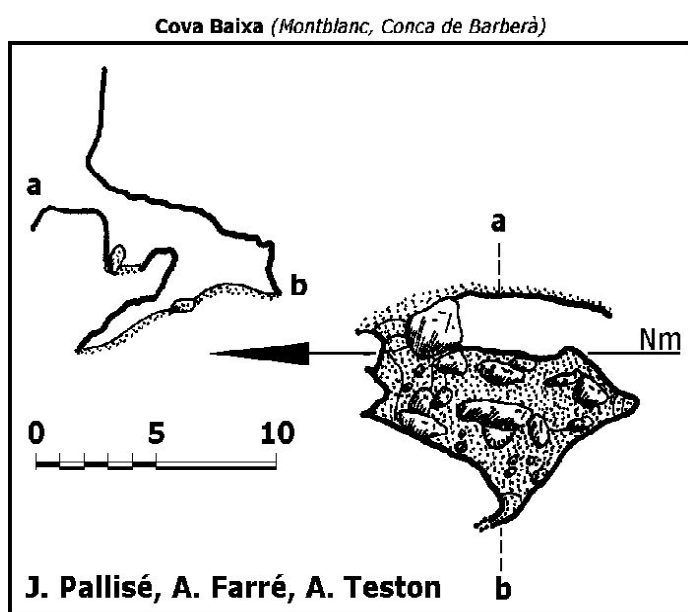 Cova Baixa (Montblanc, Conca de Barberà)
a
b
a
Nm
0 5 10
b
J. Pallisé, A. Farré, A. Teston